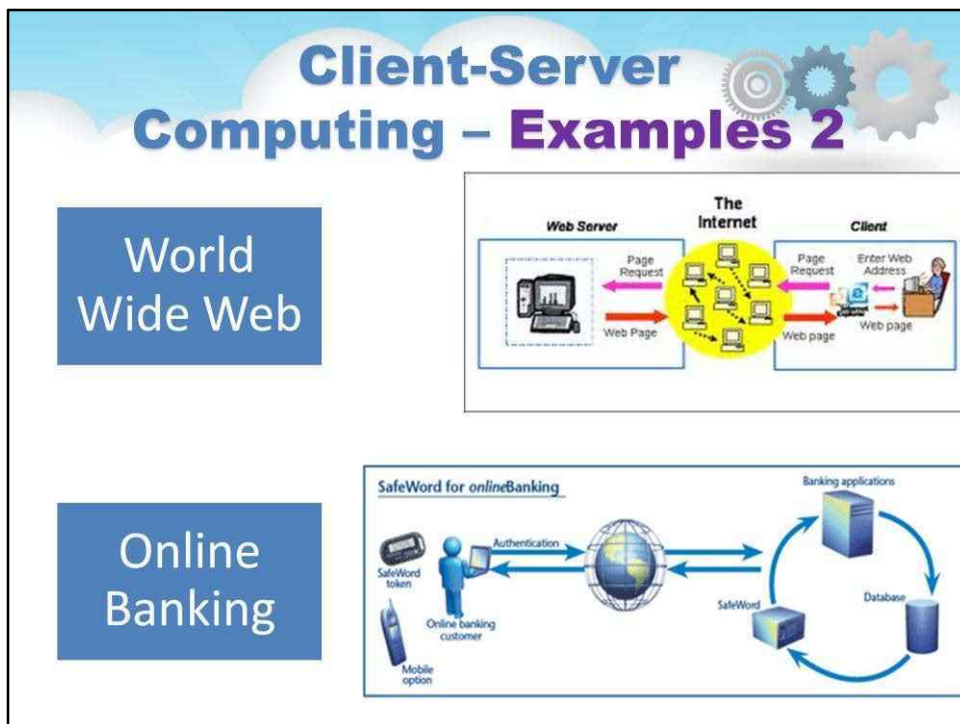 Client-Server
Computing – Examples 2
World
Wide Web
Web Server
The
Internet
Client
Page
Request
Web Page
Page
Request
Web page
Enter Web
Address
Web page
Online
Banking
SafeWord for onlineBanking
SafeWord
token
Mobile
option
Online banking
customer
Authentication
Banking applications
SafeWord
Database